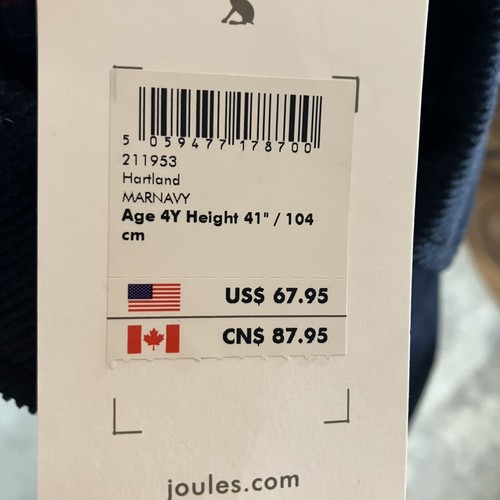 5 059477 178700
211953
Hartland
MARNAVY
Age 4Y Height 41" / 104
cm
US$ 67.95
CN$ 87.95
joules.com